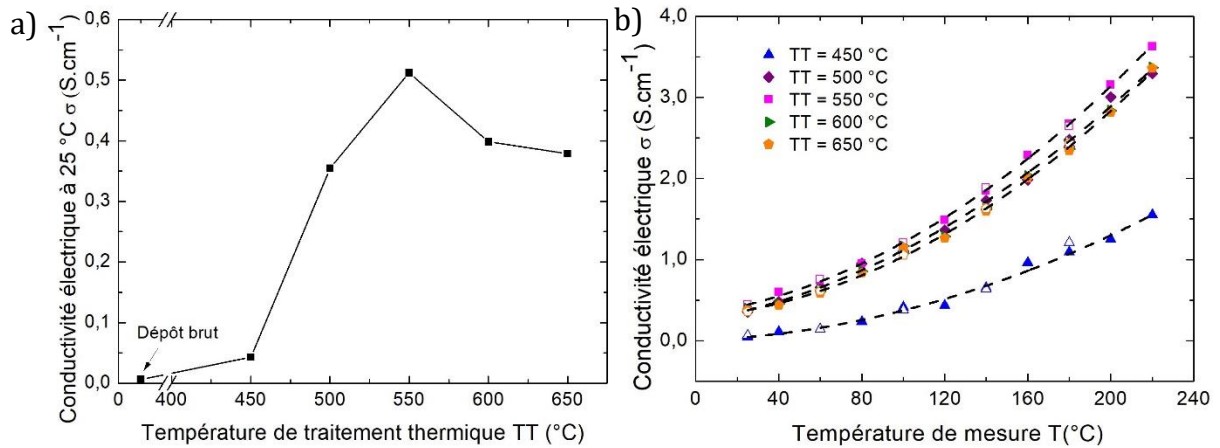 a)
Conductivité électrique à 25 °C σ (S.cm⁻¹)
0,6
0,5
0,4
0,3
0,2
0,1
0,0
Dépôt brut
0
400
450
500
550
600
650
Température de traitement thermique TT (°C)
b)
Conductivité électrique σ (S.cm⁻¹)
4,0
3,0
2,0
1,0
0,0
TT = 450 °C
TT = 500 °C
TT = 550 °C
TT = 600 °C
TT = 650 °C
0
40
80
120
160
200
240
Température de mesure T(°C)